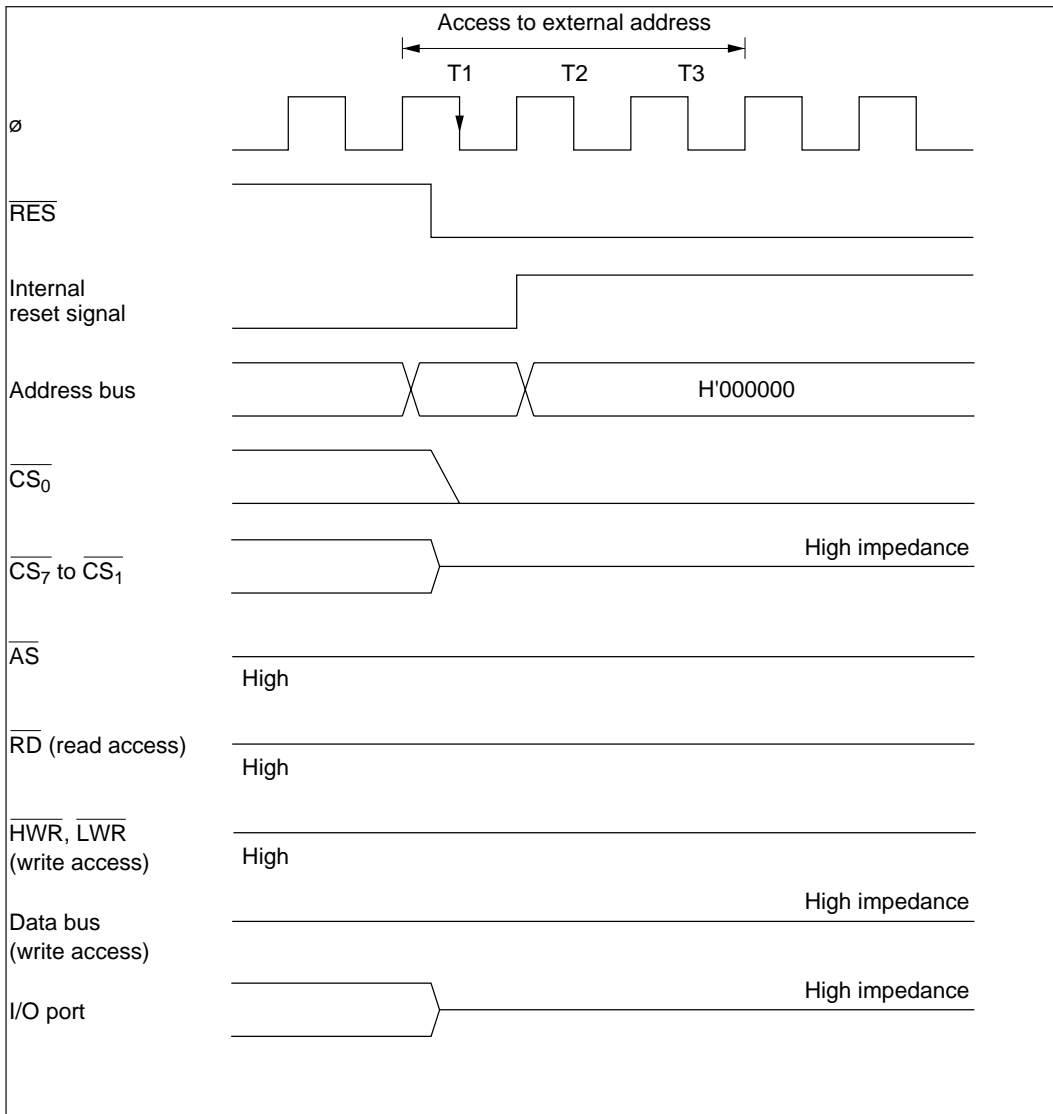 Access to external address
T1 T2 T3
ø
RES
Internal
reset signal
Address bus
H'000000
CS0
CS7 to CS1
High impedance
AS
High
RD (read access)
High
HWR, LWR
(write access)
High
Data bus
(write access)
High impedance
I/O port
High impedance